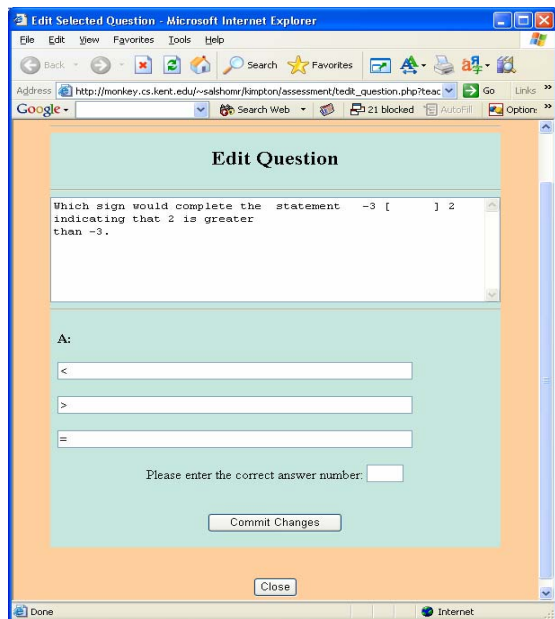 Edit Selected Question - Microsoft Internet Explorer
File Edit View Favorites Tools Help
Back Search Favorites
Address http://monkey.cs.kent.edu/~salshomr/kimpton/assessment/tedit_question.php?teac Go Links »
Google - Search Web 21 blocked AutoFill Option: »
Edit Question
Which sign would complete the statement -3 [ ] 2
indicating that 2 is greater
than -3.
A:
<
>
=
Please enter the correct answer number:
Commit Changes
Close
Done Internet